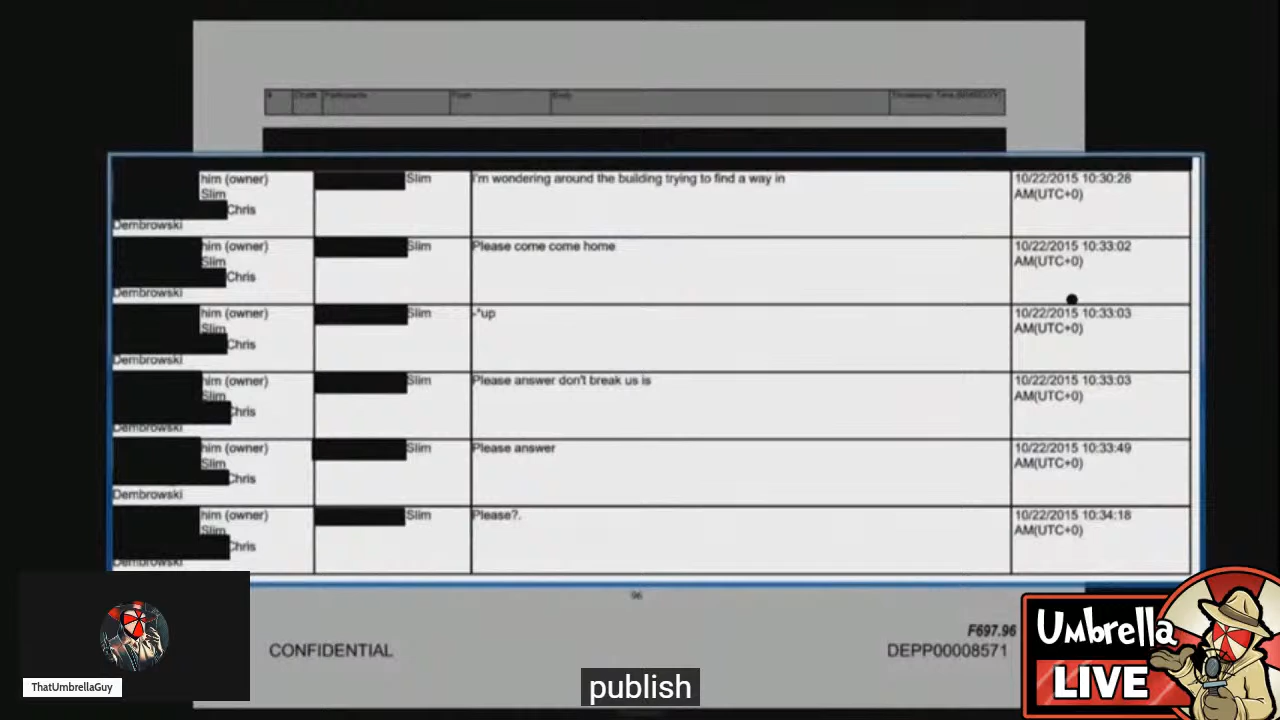 Participants From Body
him (owner) Slim I'm wondering around the building trying to find a way in 10/22/2015 10:30:28
Slim AM(UTC+0)
Chris
Dembrowski
him (owner) Slim Please come come home 10/22/2015 10:33:02
Slim AM(UTC+0)
Chris
Dembrowski
him (owner) Slim -*up 10/22/2015 10:33:03
Slim AM(UTC+0)
Chris
Dembrowski
him (owner) Slim Please answer don't break us is 10/22/2015 10:33:03
Slim AM(UTC+0)
Chris
Dembrowski
him (owner) Slim Please answer 10/22/2015 10:33:49
Slim AM(UTC+0)
Chris
Dembrowski
him (owner) Slim Please?. 10/22/2015 10:34:18
Slim AM(UTC+0)
Chris
Dembrowski
96
F697.96
CONFIDENTIAL DEPP00008571
ThatUmbrellaGuy
publish
Umbrella
LIVE